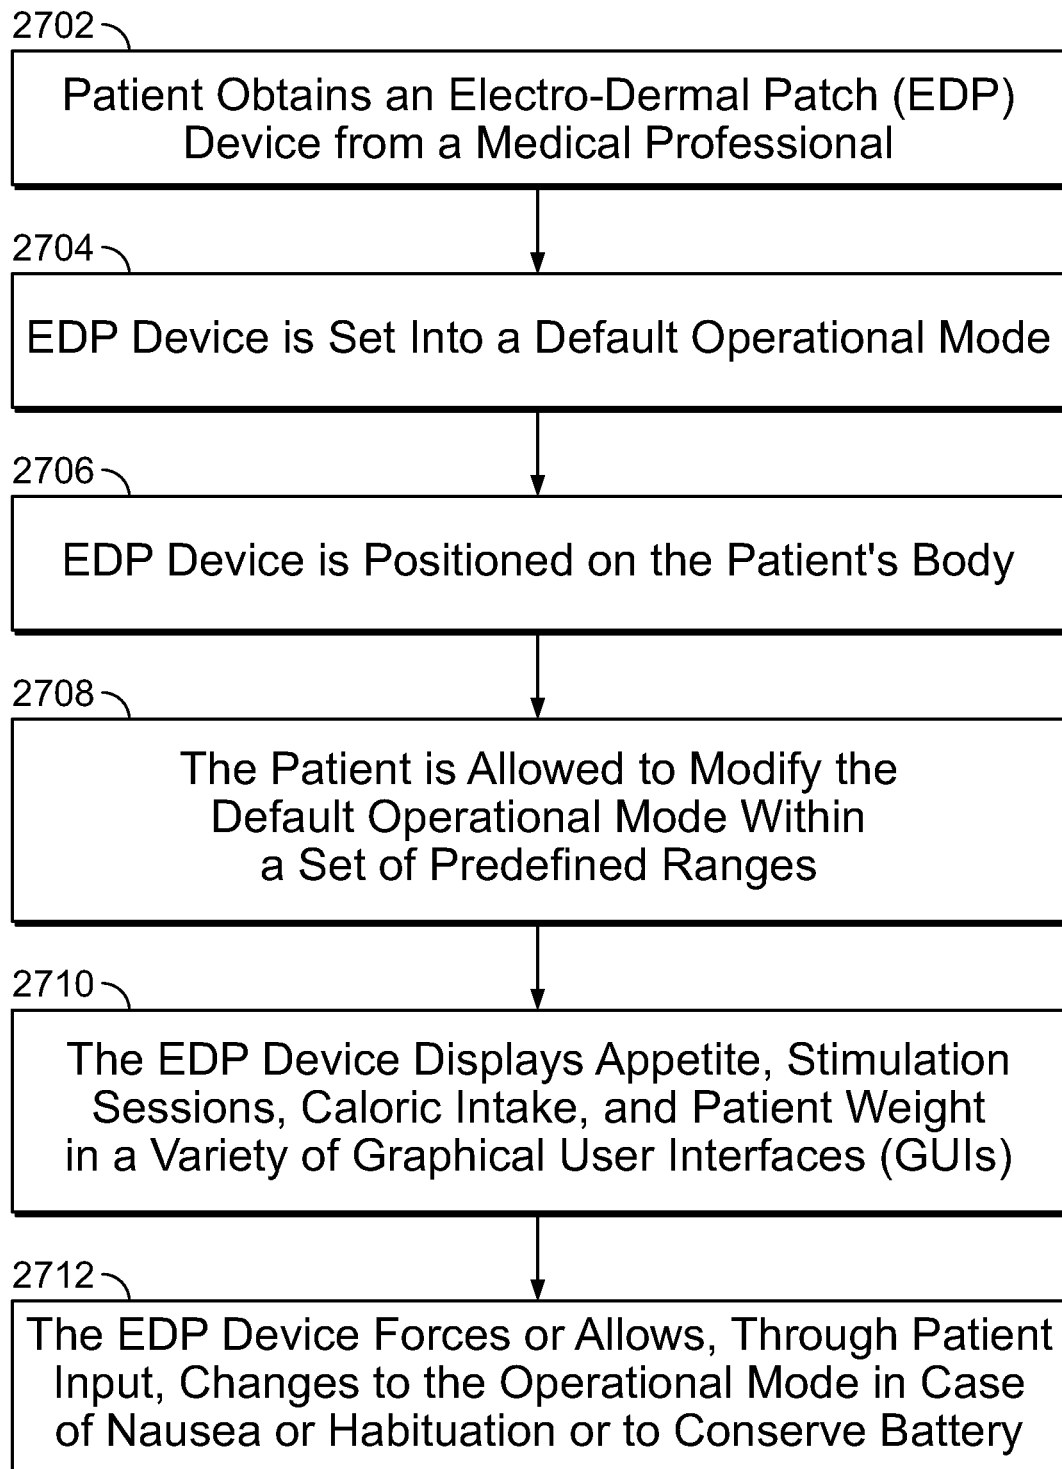 2702
Patient Obtains an Electro-Dermal Patch (EDP)
Device from a Medical Professional
2704
EDP Device is Set Into a Default Operational Mode
2706
EDP Device is Positioned on the Patient's Body
2708
The Patient is Allowed to Modify the
Default Operational Mode Within
a Set of Predefined Ranges
2710
The EDP Device Displays Appetite, Stimulation
Sessions, Caloric Intake, and Patient Weight
in a Variety of Graphical User Interfaces (GUIs)
2712
The EDP Device Forces or Allows, Through Patient
Input, Changes to the Operational Mode in Case
of Nausea or Habituation or to Conserve Battery